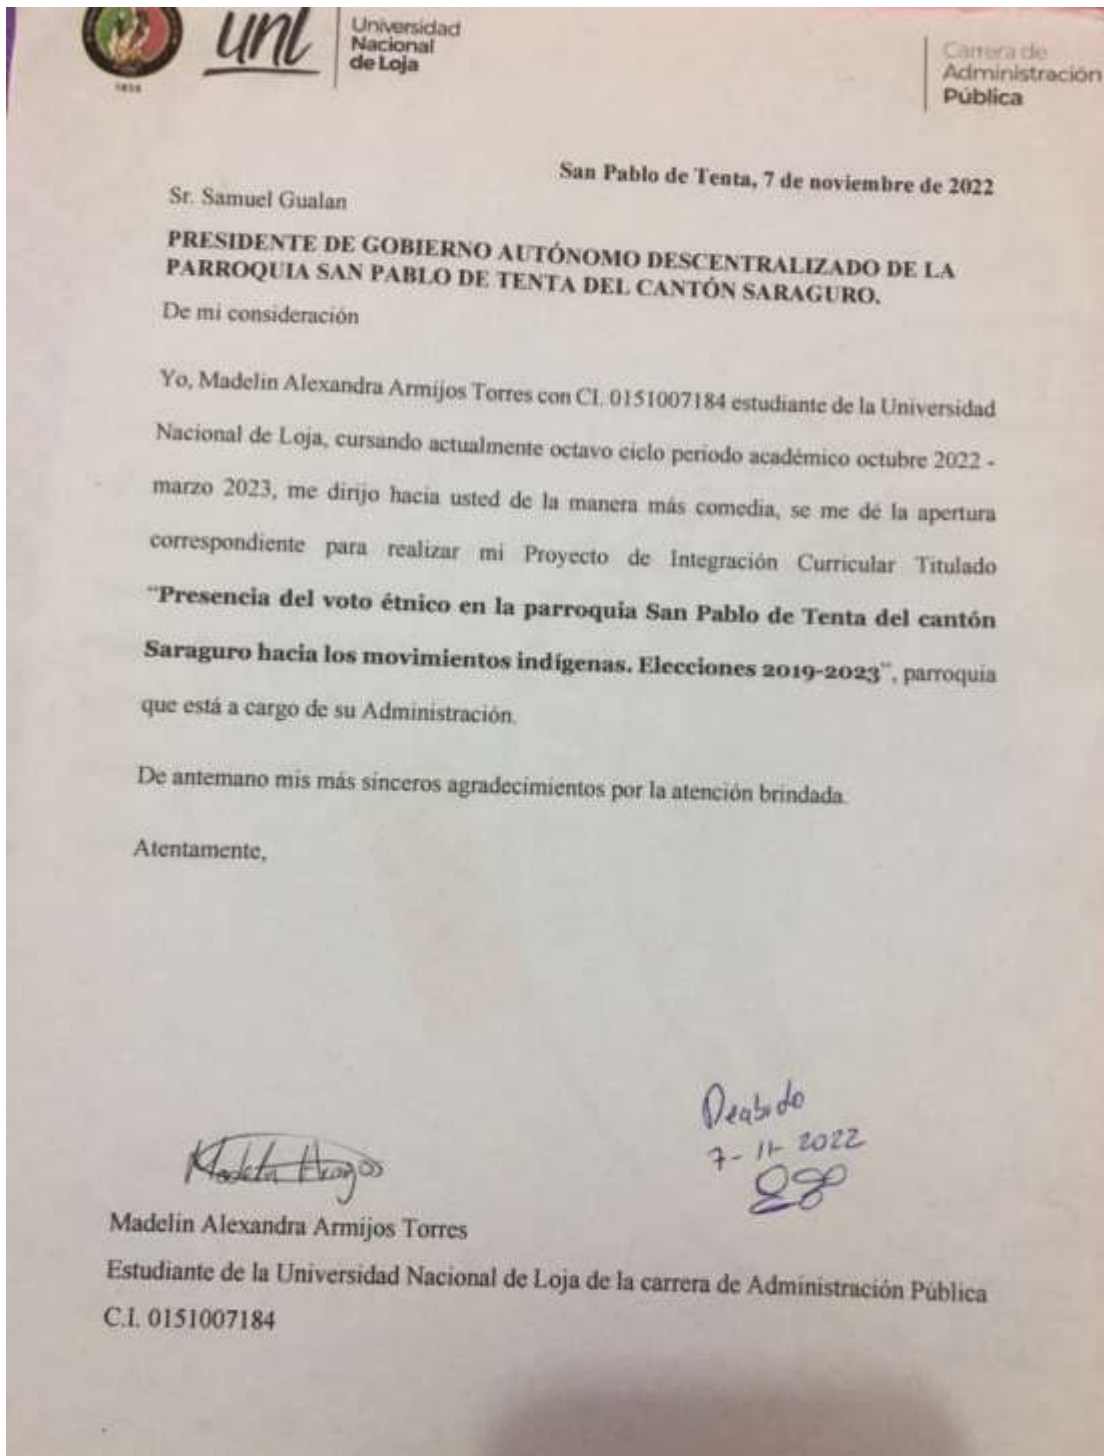 unl
Universidad
Nacional
de Loja
1859
Carrera de
Administración
Pública
San Pablo de Tenta, 7 de noviembre de 2022
Sr. Samuel Gualan
PRESIDENTE DE GOBIERNO AUTÓNOMO DESCENTRALIZADO DE LA
PARROQUIA SAN PABLO DE TENTA DEL CANTÓN SARAGURO.
De mi consideración
Yo, Madelin Alexandra Armijos Torres con CI. 0151007184 estudiante de la Universidad
Nacional de Loja, cursando actualmente octavo ciclo periodo académico octubre 2022 -
marzo 2023, me dirijo hacia usted de la manera más comedia, se me dé la apertura
correspondiente para realizar mi Proyecto de Integración Curricular Titulado
“Presencia del voto étnico en la parroquia San Pablo de Tenta del cantón
Saraguro hacia los movimientos indígenas. Elecciones 2019-2023”, parroquia
que está a cargo de su Administración.
De antemano mis más sinceros agradecimientos por la atención brindada.
Atentamente,
7-11-2022
Madelin Alexandra Armijos Torres
Estudiante de la Universidad Nacional de Loja de la carrera de Administración Pública
C.I. 0151007184